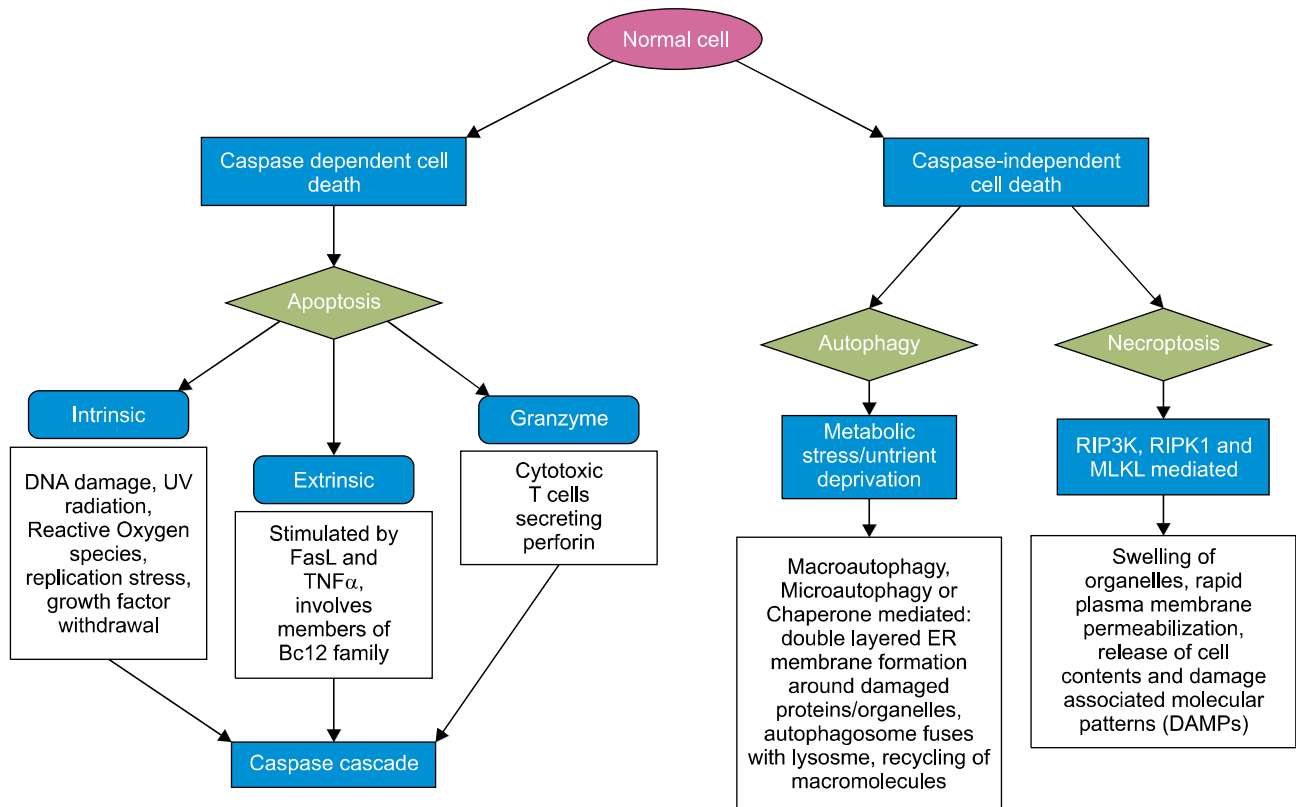 Normal cell
Caspase dependent cell
death
Caspase-independent
cell death
Apoptosis
Autophagy
Necroptosis
Intrinsic
DNA damage, UV
radiation,
Reactive Oxygen
species,
replication stress,
growth factor
withdrawal
Extrinsic
Stimulated by
FasL and
TNFα,
involves
members of
Bc12 family
Granzyme
Cytotoxic
T cells
secreting
perforin
Caspase cascade
Metabolic
stress/untrient
deprivation
Macroautophagy,
Microautophagy or
Chaperone mediated:
double layered ER
membrane formation
around damaged
proteins/organelles,
autophagosome fuses
with lysosme, recycling of
macromolecules
RIP3K, RIPK1 and
MLKL mediated
Swelling of
organelles, rapid
plasma membrane
permeabilization,
release of cell
contents and damage
associated molecular
patterns (DAMPs)